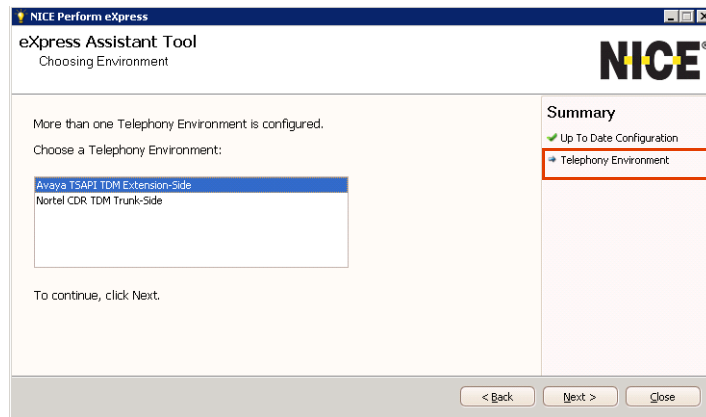 NICE Perform eXpress
eXpress Assistant Tool
Choosing Environment
NICE®
More than one Telephony Environment is configured.
Choose a Telephony Environment:
Avaya TSAPI TDM Extension-Side
Nortel CDR TDM Trunk-Side
To continue, click Next.
Summary
Up To Date Configuration
Telephony Environment
< Back
Next >
Close